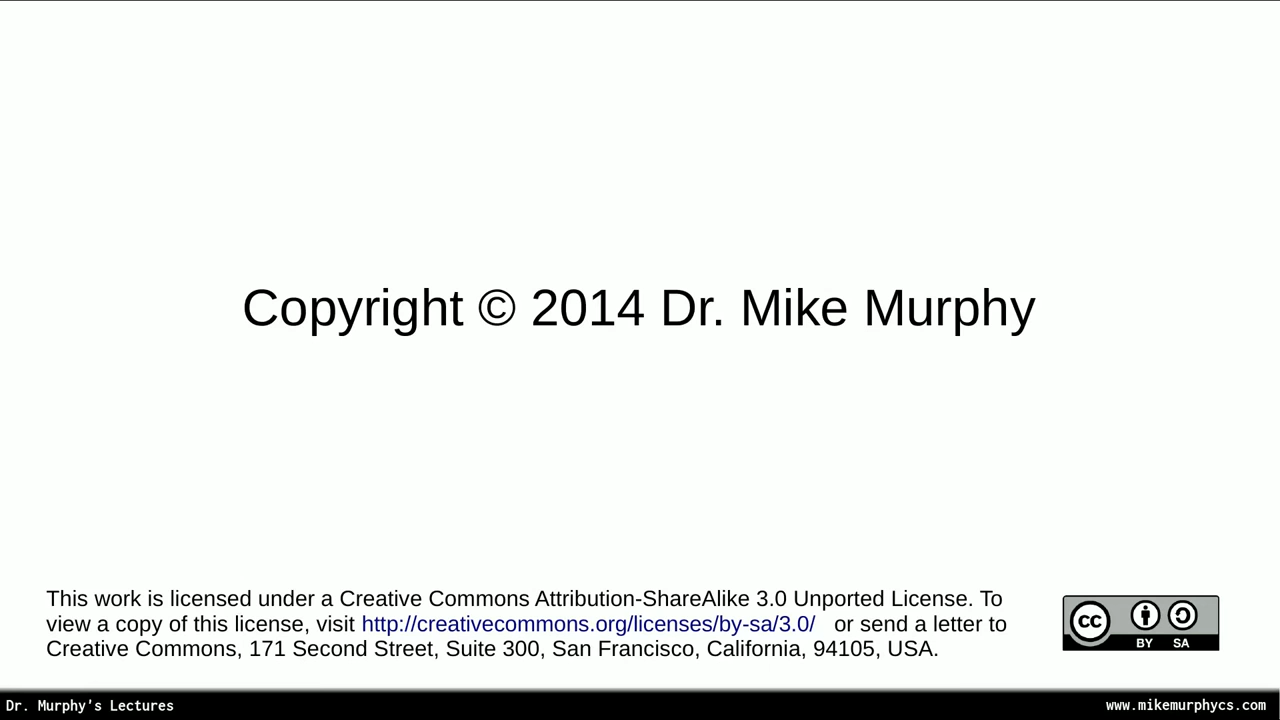 Copyright © 2014 Dr. Mike Murphy
This work is licensed under a Creative Commons Attribution-ShareAlike 3.0 Unported License. To
view a copy of this license, visit http://creativecommons.org/licenses/by-sa/3.0/ or send a letter to
Creative Commons, 171 Second Street, Suite 300, San Francisco, California, 94105, USA.
cc
BY SA
Dr. Murphy's Lectures
www.mikemurphycs.com